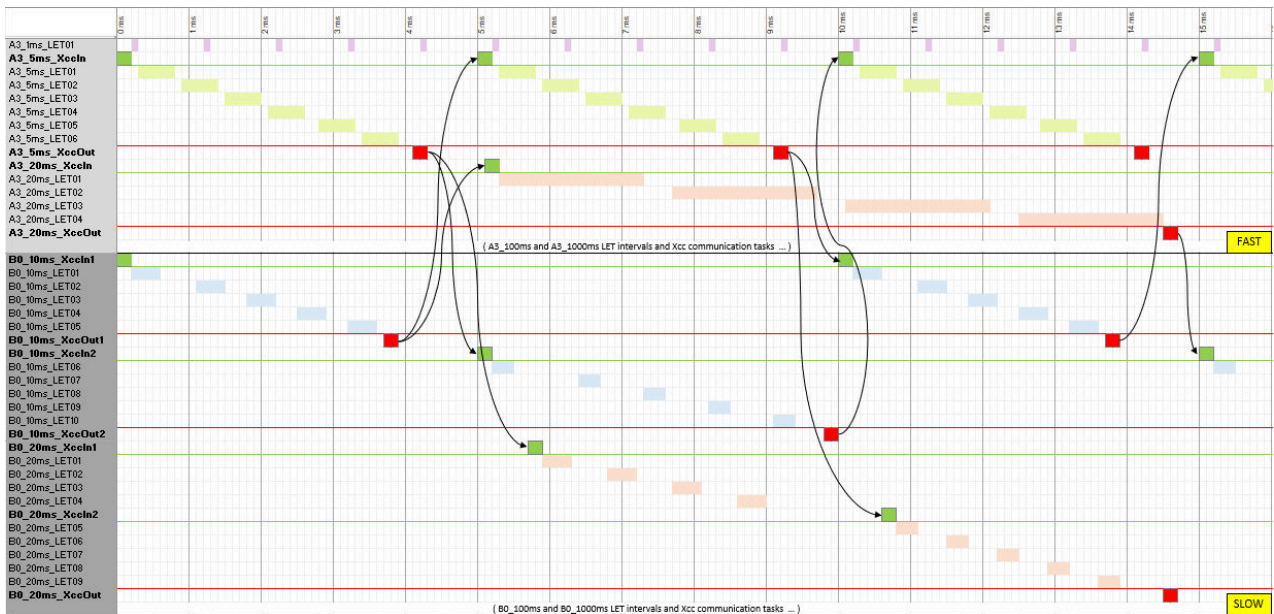 0 ms 1 ms 2 ms 3 ms 4 ms 5 ms 6 ms 7 ms 8 ms 9 ms 10 ms 11 ms 12 ms 13 ms 14 ms 15 ms
A3_1ms_LET01
A3_5ms_XccIn
A3_5ms_LET01
A3_5ms_LET02
A3_5ms_LET03
A3_5ms_LET04
A3_5ms_LET05
A3_5ms_LET06
A3_5ms_XccOut
A3_20ms_XccIn
A3_20ms_LET01
A3_20ms_LET02
A3_20ms_LET03
A3_20ms_LET04
A3_20ms_XccOut
FAST
( A3_100ms and A3_1000ms LET intervals and Xcc communication tasks ... )
B0_10ms_XccIn1
B0_10ms_LET01
B0_10ms_LET02
B0_10ms_LET03
B0_10ms_LET04
B0_10ms_LET05
B0_10ms_XccOut1
B0_10ms_XccIn2
B0_10ms_LET06
B0_10ms_LET07
B0_10ms_LET08
B0_10ms_LET09
B0_10ms_LET10
B0_10ms_XccOut2
B0_20ms_XccIn1
B0_20ms_LET01
B0_20ms_LET02
B0_20ms_LET03
B0_20ms_LET04
B0_20ms_XccIn2
B0_20ms_LET05
B0_20ms_LET06
B0_20ms_LET07
B0_20ms_LET08
B0_20ms_LET09
B0_20ms_XccOut
SLOW
( B0_100ms and B0_1000ms LET intervals and Xcc communication tasks ... )